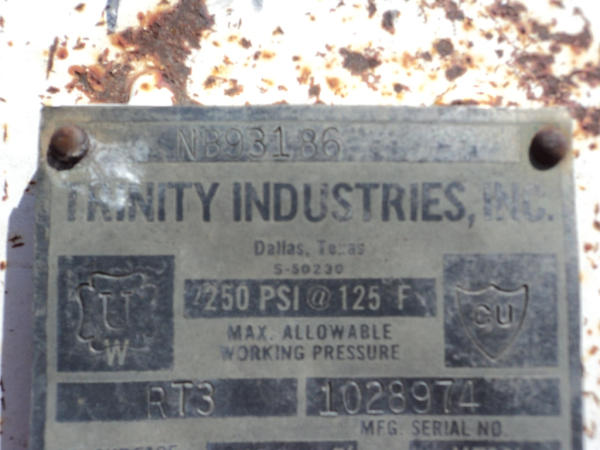 NB93186
TRINITY INDUSTRIES, INC.
Dallas, Texas
S-50230
250 PSI @ 125 F
U
W
CU
MAX. ALLOWABLE
WORKING PRESSURE
RT3 1028974
MFG. SERIAL NO.